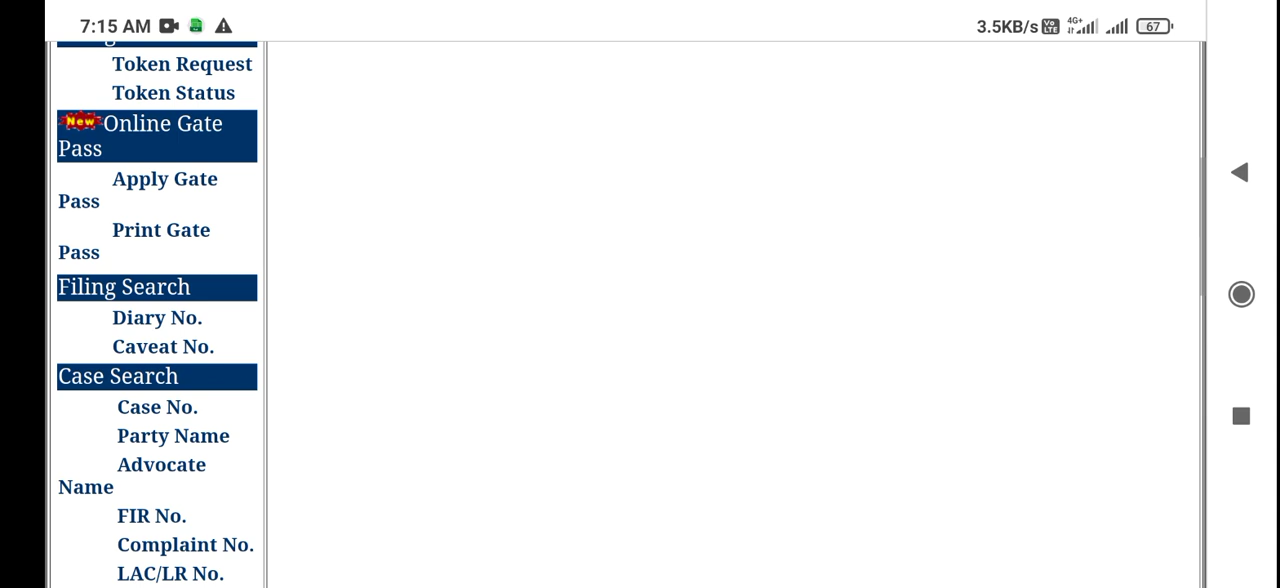 7:15 AM
3.5KB/s Vo LTE 4G+ 67
Token Request
Token Status
New Online Gate
Pass
Apply Gate
Pass
Print Gate
Pass
Filing Search
Diary No.
Caveat No.
Case Search
Case No.
Party Name
Advocate
Name
FIR No.
Complaint No.
LAC/LR No.